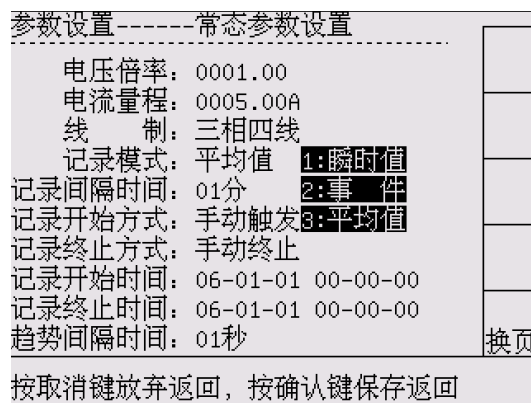 参数设置------常态参数设置
电压倍率：0001.00
电流量程：0005.00A
线　　制：三相四线
记录模式：平均值　1:瞬时值
记录间隔时间：01分　2:事　件
记录开始方式：手动触发3:平均值
记录终止方式：手动终止
记录开始时间：06-01-01 00-00-00
记录终止时间：06-01-01 00-00-00
趋势间隔时间：01秒
换页
按取消键放弃返回，按确认键保存返回